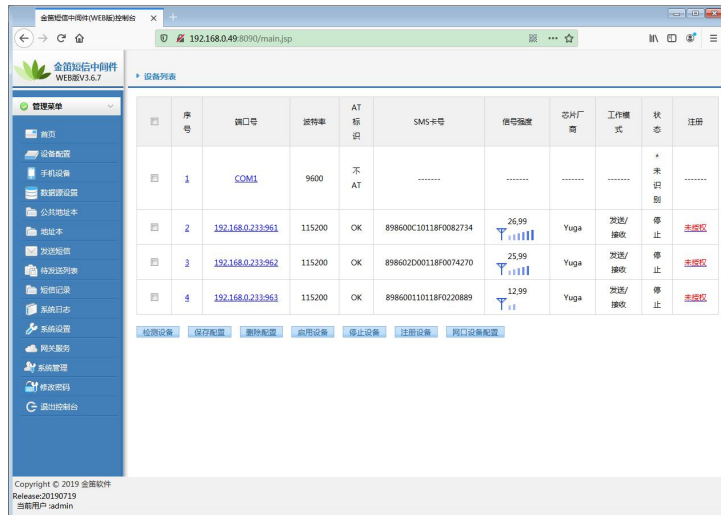 金笛短信中间件(WEB版)控制台
192.168.0.49:8090/main.jsp
金笛短信中间件
WEB版V3.6.7
设备列表
管理菜单
首页
设备配置
手机设备
数据源设置
公共地址本
地址本
发送短信
待发送列表
短信记录
系统日志
系统设置
网关服务
系统管理
修改密码
退出控制台
序号 端口号 波特率 AT标识 SMS卡号 信号强度 芯片厂商 工作模式 状态 注册
1 COM1 9600 不AT ------- ------- ------- ------- *未识别 -------
2 192.168.0.233:961 115200 OK 898600C10118F0082734 26,99 Yuga 发送/接收 停止 未授权
3 192.168.0.233:962 115200 OK 898602D00118F0074270 25,99 Yuga 发送/接收 停止 未授权
4 192.168.0.233:963 115200 OK 898600110118F0220889 12,99 Yuga 发送/接收 停止 未授权
检测设备 保存配置 删除配置 启用设备 停止设备 注册设备 网口设备配置
Copyright © 2019 金笛软件
Release:20190719
当前用户 :admin